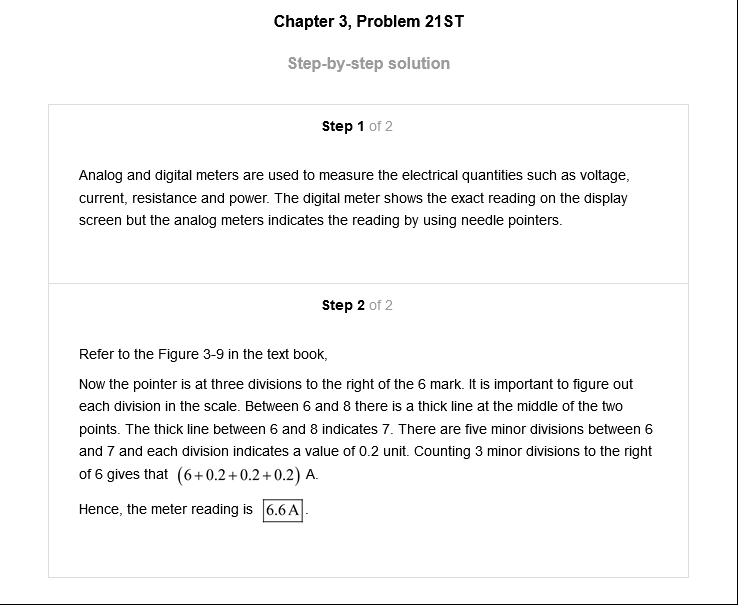 Chapter 3, Problem 21ST
Step-by-step solution
Step 1 of 2
Analog and digital meters are used to measure the electrical quantities such as voltage,
current, resistance and power. The digital meter shows the exact reading on the display
screen but the analog meters indicates the reading by using needle pointers.
Step 2 of 2
Refer to the Figure 3-9 in the text book,
Now the pointer is at three divisions to the right of the 6 mark. It is important to figure out
each division in the scale. Between 6 and 8 there is a thick line at the middle of the two
points. The thick line between 6 and 8 indicates 7. There are five minor divisions between 6
and 7 and each division indicates a value of 0.2 unit. Counting 3 minor divisions to the right
of 6 gives that (6+0.2+0.2+0.2) A.
Hence, the meter reading is 6.6 A.